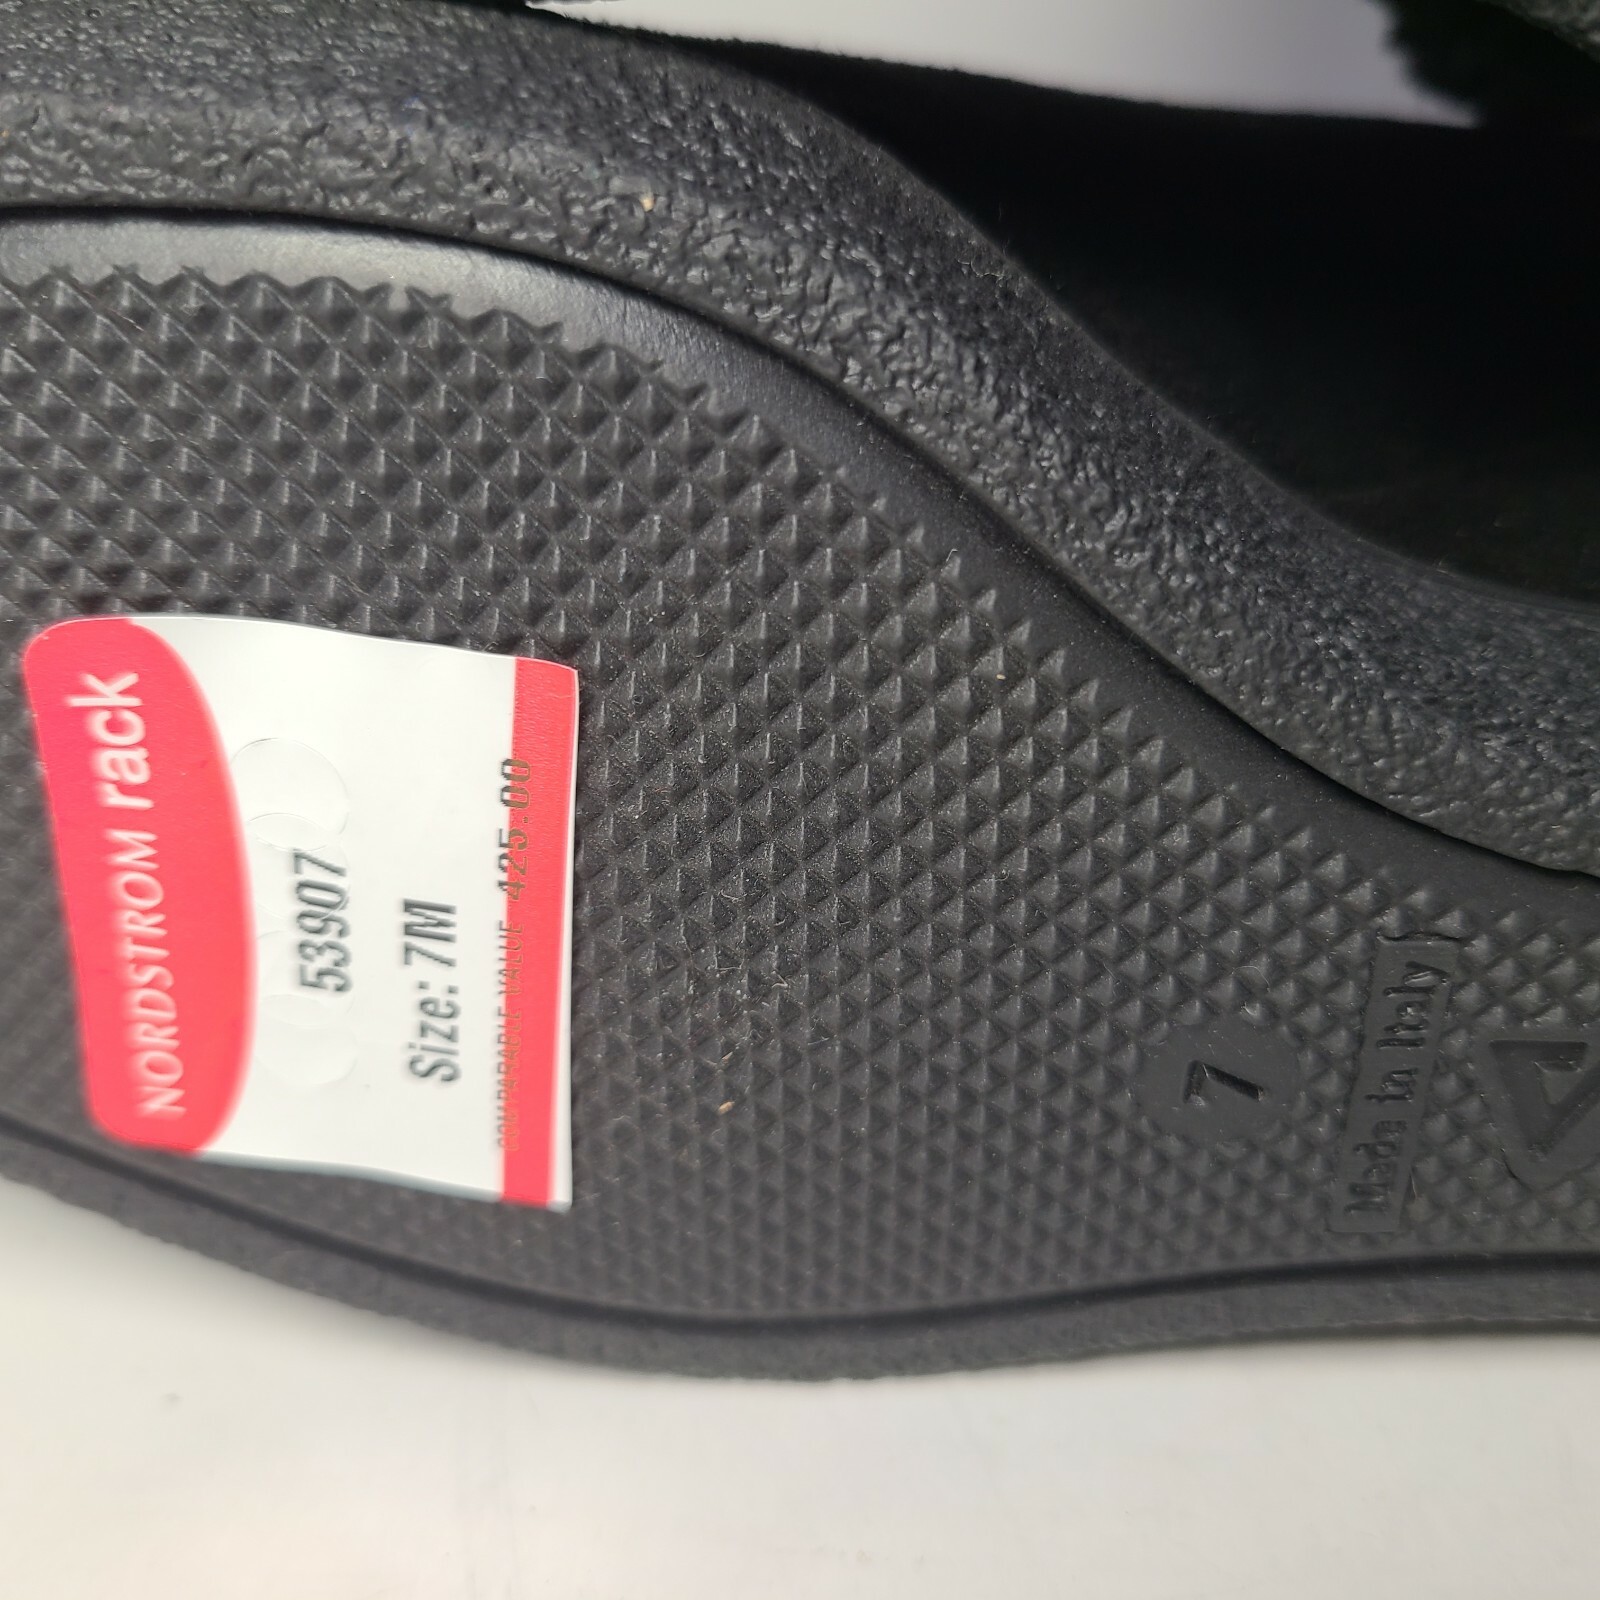 NORDSTROM rack
53907
Size: 7M
COMPARABLE VALUE 425.00
7
Made in Italy